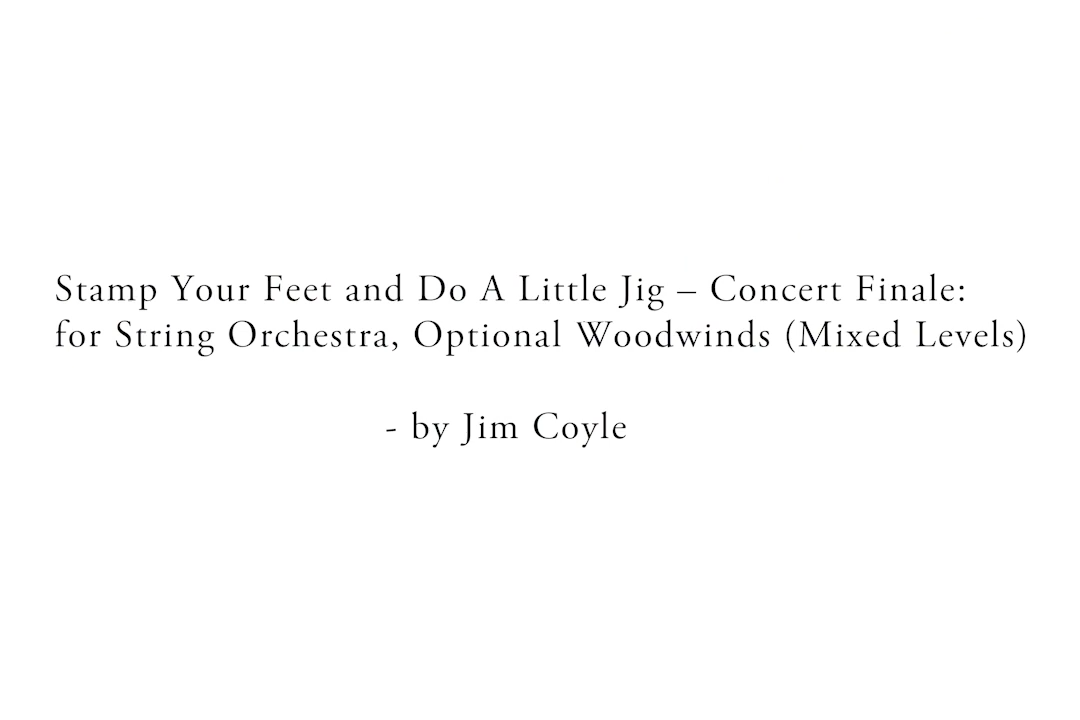 Stamp Your Feet and Do A Little Jig – Concert Finale:
for String Orchestra, Optional Woodwinds (Mixed Levels)
- by Jim Coyle